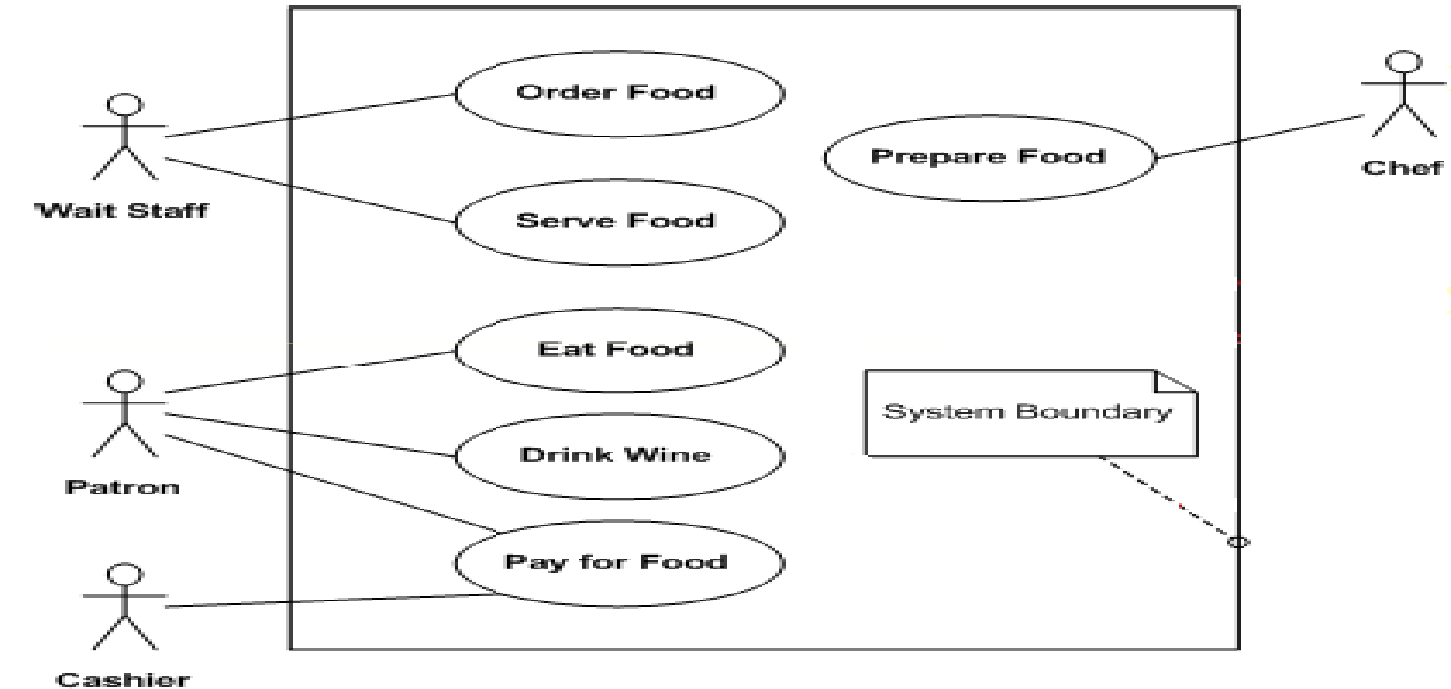 Order Food
Prepare Food
Chef
Wait Staff
Serve Food
Eat Food
System Boundary
Drink Wine
Patron
Pay for Food
Cashier